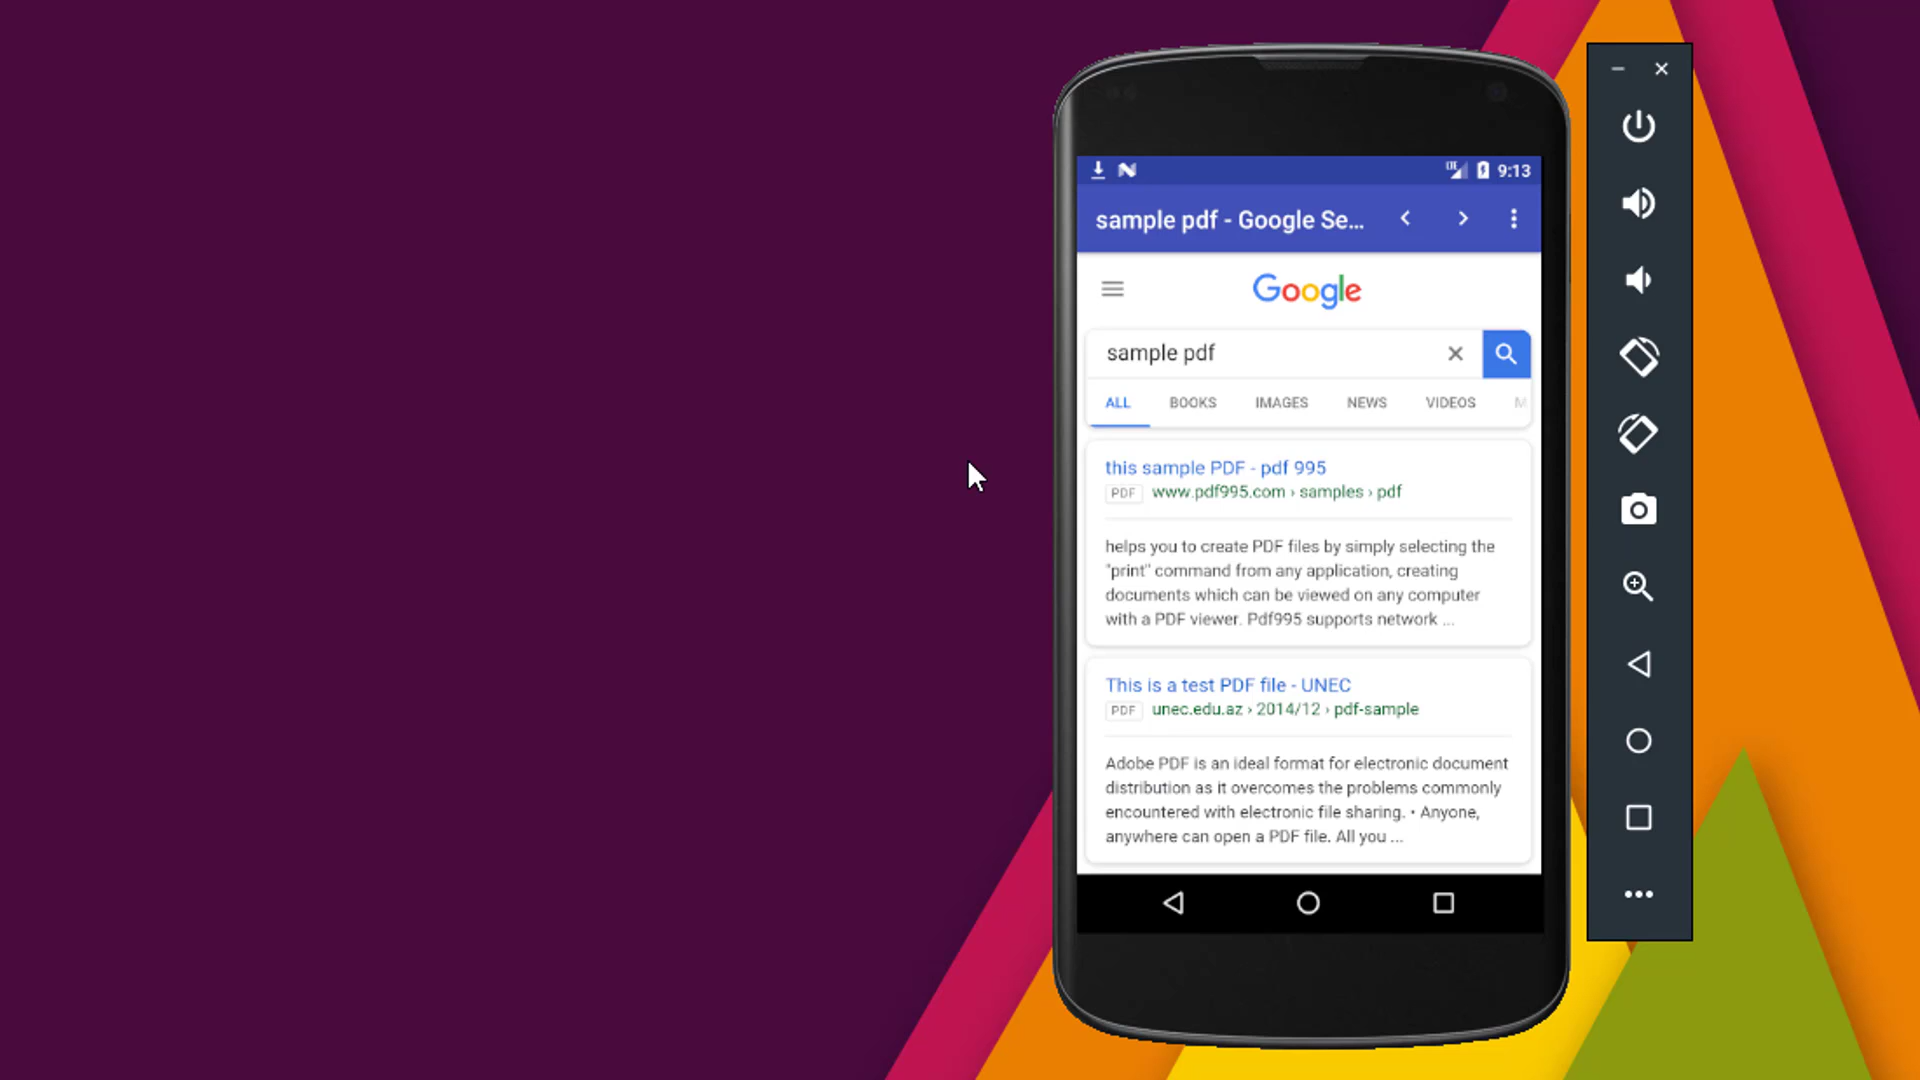 LTE 9:13
sample pdf - Google Se...
Google
sample pdf
ALL BOOKS IMAGES NEWS VIDEOS M
this sample PDF - pdf 995
PDF www.pdf995.com › samples › pdf
helps you to create PDF files by simply selecting the
"print" command from any application, creating
documents which can be viewed on any computer
with a PDF viewer. Pdf995 supports network ...
This is a test PDF file - UNEC
PDF unec.edu.az › 2014/12 › pdf-sample
Adobe PDF is an ideal format for electronic document
distribution as it overcomes the problems commonly
encountered with electronic file sharing. • Anyone,
anywhere can open a PDF file. All you ...